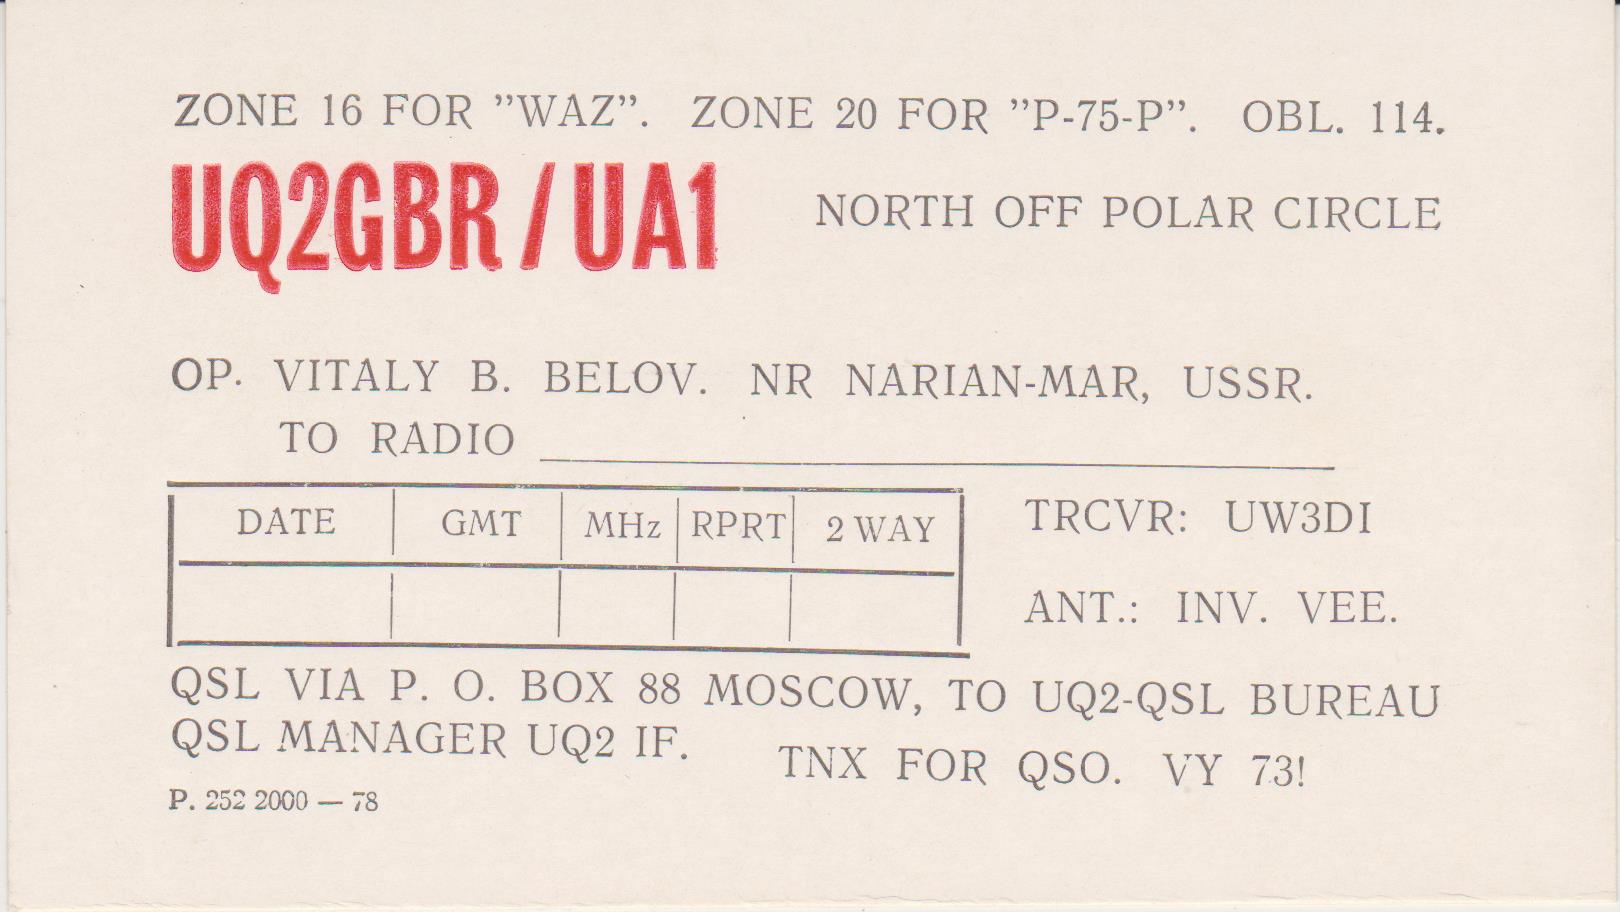 ZONE 16 FOR ”WAZ”. ZONE 20 FOR ”P-75-P”. OBL. 114.
UQ2GBR/UA1 NORTH OFF POLAR CIRCLE
OP. VITALY B. BELOV. NR NARIAN-MAR, USSR.
TO RADIO
DATE GMT MHz RPRT 2 WAY
TRCVR: UW3DI
ANT.: INV. VEE.
QSL VIA P. O. BOX 88 MOSCOW, TO UQ2-QSL BUREAU
QSL MANAGER UQ2 IF.
TNX FOR QSO. VY 73!
P. 252 2000 — 78